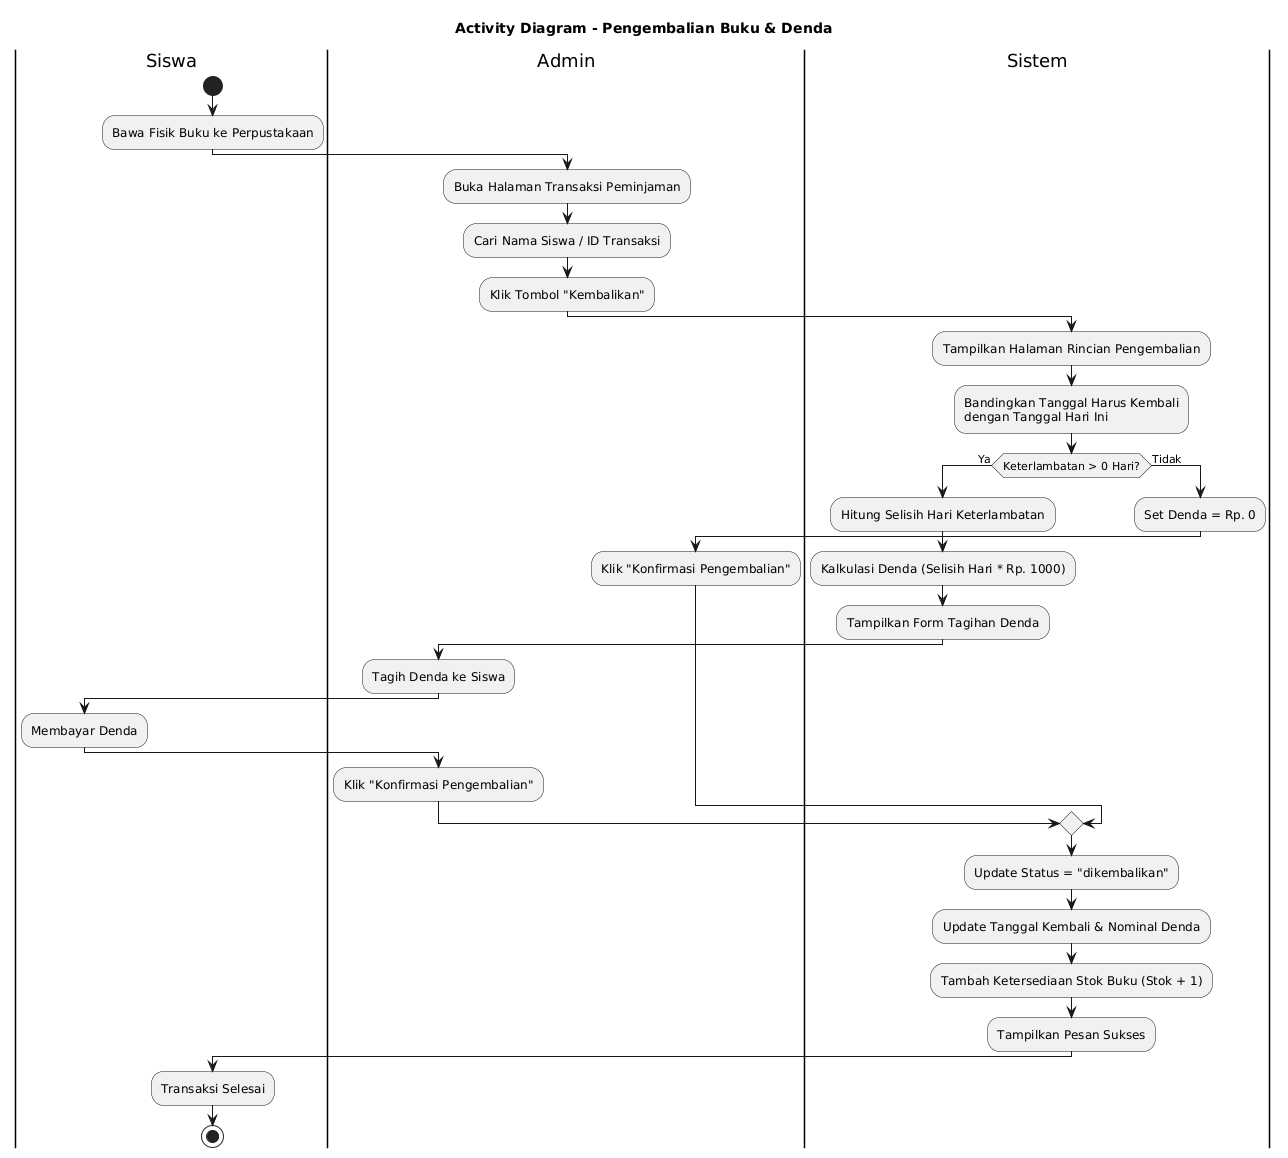 Activity Diagram - Pengembalian Buku & Denda
Siswa
Admin
Sistem
Bawa Fisik Buku ke Perpustakaan
Buka Halaman Transaksi Peminjaman
Cari Nama Siswa / ID Transaksi
Klik Tombol "Kembalikan"
Tampilkan Halaman Rincian Pengembalian
Bandingkan Tanggal Harus Kembali
dengan Tanggal Hari Ini
Ya
Keterlambatan > 0 Hari?
Tidak
Hitung Selisih Hari Keterlambatan
Set Denda = Rp. 0
Klik "Konfirmasi Pengembalian"
Kalkulasi Denda (Selisih Hari * Rp. 1000)
Tampilkan Form Tagihan Denda
Tagih Denda ke Siswa
Membayar Denda
Klik "Konfirmasi Pengembalian"
Update Status = "dikembalikan"
Update Tanggal Kembali & Nominal Denda
Tambah Ketersediaan Stok Buku (Stok + 1)
Tampilkan Pesan Sukses
Transaksi Selesai